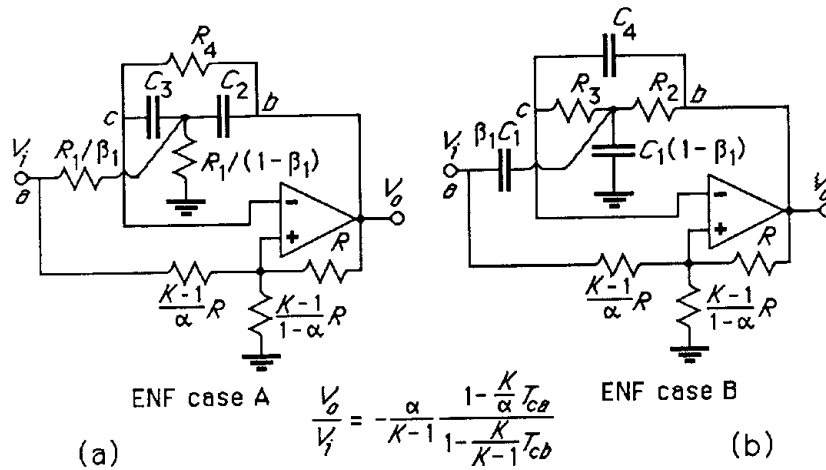 R4
C3
C2
c
b
Vi
a
R1/β1
R1/(1-β1)
−
+
Vo
R
K-1
α R
K-1
1-α R
ENF case A
(a)
C4
R3
R2
c
b
Vi
a
β1C1
C1(1-β1)
−
+
Vo
R
K-1
α R
K-1
1-α R
ENF case B
(b)
Vo/Vi = - α/(K-1) (1 - K/α Tca)/(1 - K/(K-1) Tcb)